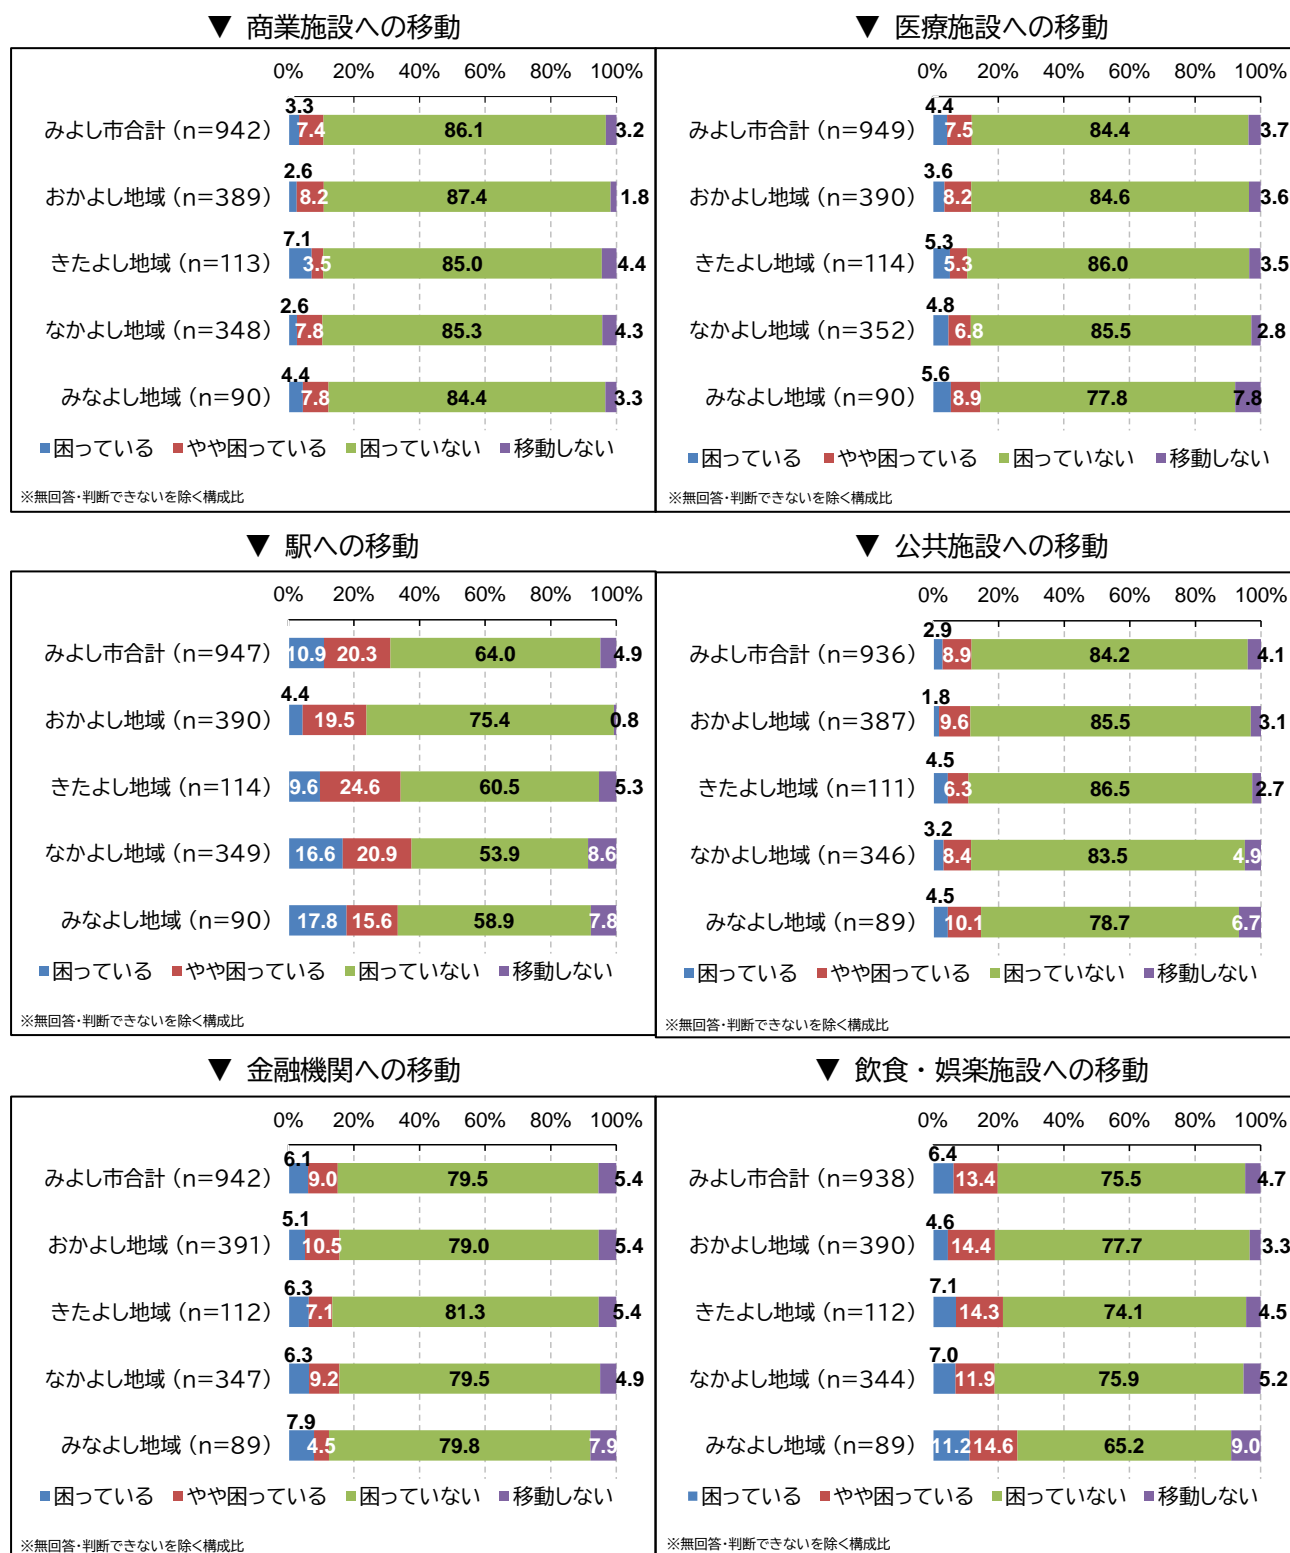 ▼ 商業施設への移動
0% 20% 40% 60% 80% 100%
みよし市合計（n=942） 3.3 7.4 86.1 3.2
おかよし地域（n=389） 2.6 8.2 87.4 1.8
きたよし地域（n=113） 7.1 3.5 85.0 4.4
なかよし地域（n=348） 2.6 7.8 85.3 4.3
みなよし地域（n=90） 4.4 7.8 84.4 3.3
困っている やや困っている 困っていない 移動しない
※無回答・判断できないを除く構成比
▼ 医療施設への移動
0% 20% 40% 60% 80% 100%
みよし市合計（n=949） 4.4 7.5 84.4 3.7
おかよし地域（n=390） 3.6 8.2 84.6 3.6
きたよし地域（n=114） 5.3 5.3 86.0 3.5
なかよし地域（n=352） 4.8 6.8 85.5 2.8
みなよし地域（n=90） 5.6 8.9 77.8 7.8
困っている やや困っている 困っていない 移動しない
※無回答・判断できないを除く構成比
▼ 駅への移動
0% 20% 40% 60% 80% 100%
みよし市合計（n=947） 10.9 20.3 64.0 4.9
おかよし地域（n=390） 4.4 19.5 75.4 0.8
きたよし地域（n=114） 9.6 24.6 60.5 5.3
なかよし地域（n=349） 16.6 20.9 53.9 8.6
みなよし地域（n=90） 17.8 15.6 58.9 7.8
困っている やや困っている 困っていない 移動しない
※無回答・判断できないを除く構成比
▼ 公共施設への移動
0% 20% 40% 60% 80% 100%
みよし市合計（n=936） 2.9 8.9 84.2 4.1
おかよし地域（n=387） 1.8 9.6 85.5 3.1
きたよし地域（n=111） 4.5 6.3 86.5 2.7
なかよし地域（n=346） 3.2 8.4 83.5 4.9
みなよし地域（n=89） 4.5 10.1 78.7 6.7
困っている やや困っている 困っていない 移動しない
※無回答・判断できないを除く構成比
▼ 金融機関への移動
0% 20% 40% 60% 80% 100%
みよし市合計（n=942） 6.1 9.0 79.5 5.4
おかよし地域（n=391） 5.1 10.5 79.0 5.4
きたよし地域（n=112） 6.3 7.1 81.3 5.4
なかよし地域（n=347） 6.3 9.2 79.5 4.9
みなよし地域（n=89） 7.9 4.5 79.8 7.9
困っている やや困っている 困っていない 移動しない
※無回答・判断できないを除く構成比
▼ 飲食・娯楽施設への移動
0% 20% 40% 60% 80% 100%
みよし市合計（n=938） 6.4 13.4 75.5 4.7
おかよし地域（n=390） 4.6 14.4 77.7 3.3
きたよし地域（n=112） 7.1 14.3 74.1 4.5
なかよし地域（n=344） 7.0 11.9 75.9 5.2
みなよし地域（n=89） 11.2 14.6 65.2 9.0
困っている やや困っている 困っていない 移動しない
※無回答・判断できないを除く構成比